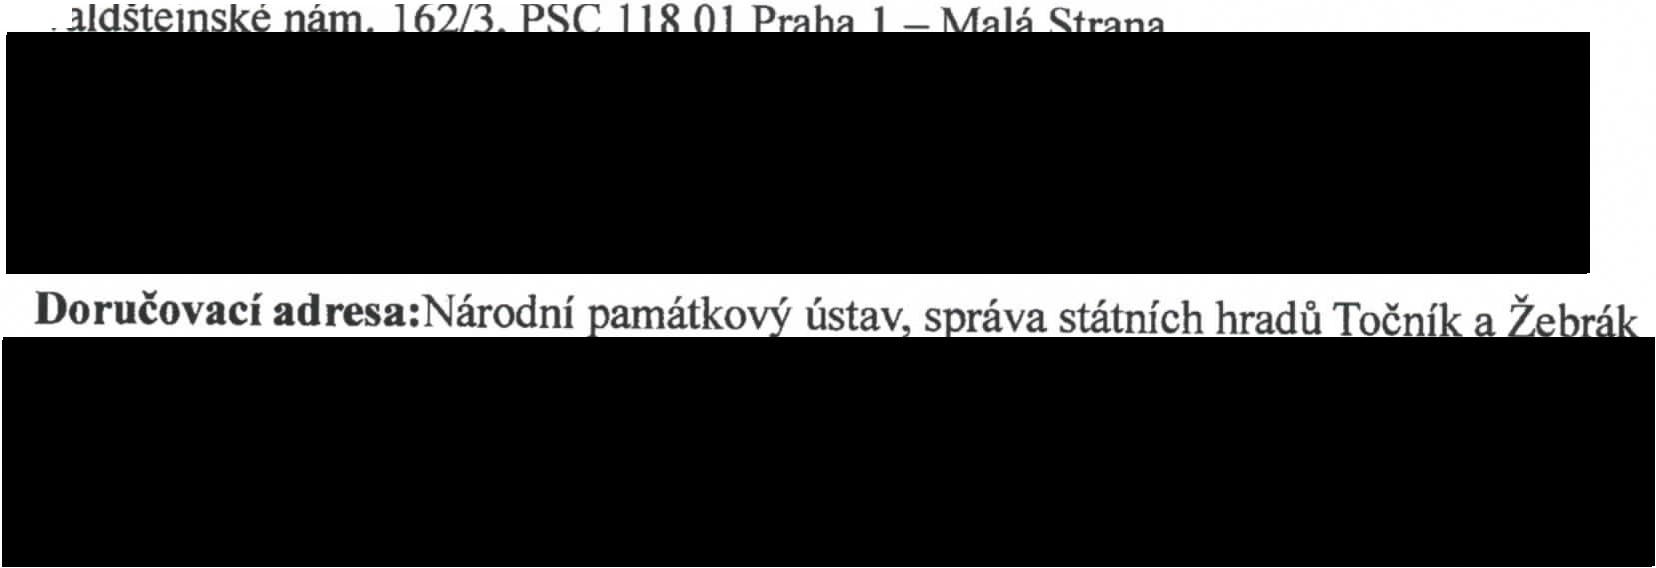 aldštejnské nám. 162/3, PSČ 118 01 Praha 1 – Malá Strana
Doručovací adresa:Národní památkový ústav, správa státních hradů Točník a Žebrák